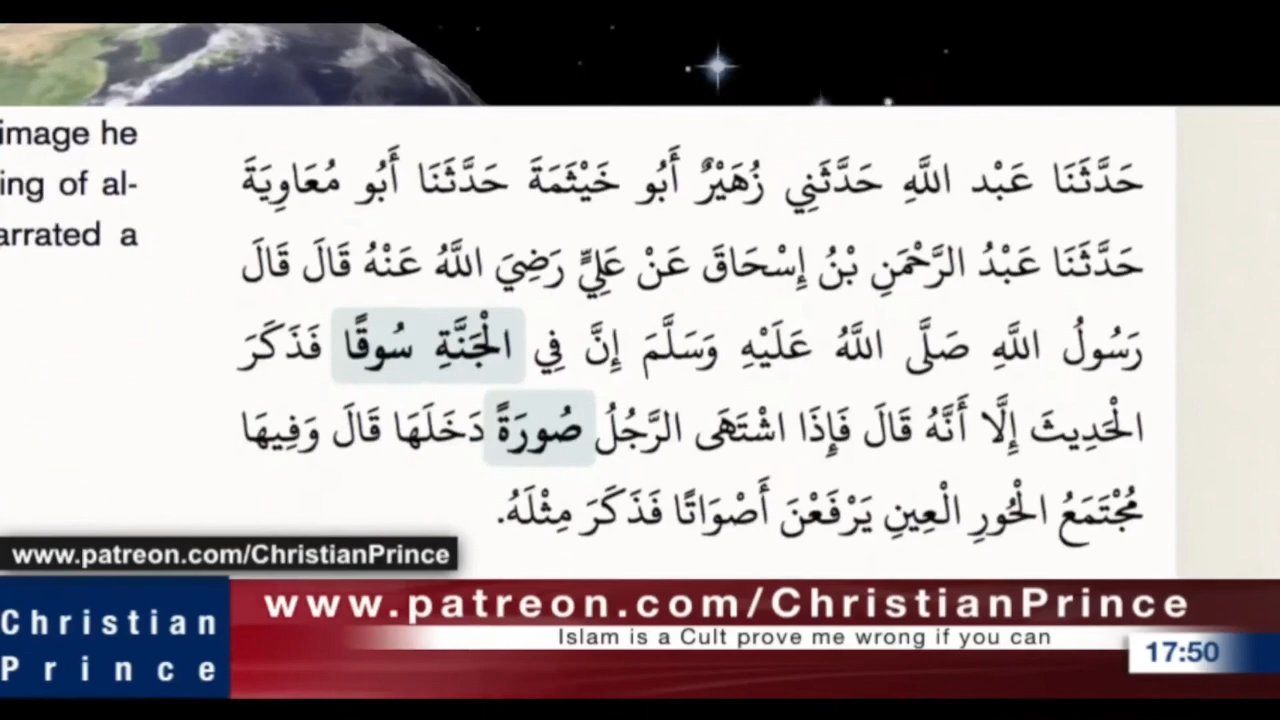 image he
ing of al-
arrated a
حَدَّثَنَا عَبْد اللَّهِ حَدَّثَنِي زُهَيْرٌ أَبُو خَيْثَمَةَ حَدَّثَنَا أَبُو مُعَاوِيَةَ
حَدَّثَنَا عَبْدُ الرَّحْمَنِ بْنُ إِسْحَاقَ عَنْ عَلِيٍّ رَضِيَ اللَّهُ عَنْهُ قَالَ قَالَ
رَسُولُ اللَّهِ صَلَّى اللَّهُ عَلَيْهِ وَسَلَّمَ إِنَّ فِي الْجَنَّةِ سُوقًا فَذَكَرَ
الْحَدِيثَ إِلَّا أَنَّهُ قَالَ فَإِذَا اشْتَهَى الرَّجُلُ صُورَةً دَخَلَهَا قَالَ وَفِيهَا
مُجْتَمَعُ الْحُورِ الْعِينِ يَرْفَعْنَ أَصْوَاتًا فَذَكَرَ مِثْلَهُ.
www.patreon.com/ChristianPrince
Christian
Prince
www.patreon.com/ChristianPrince
Islam is a Cult prove me wrong if you can
17:50